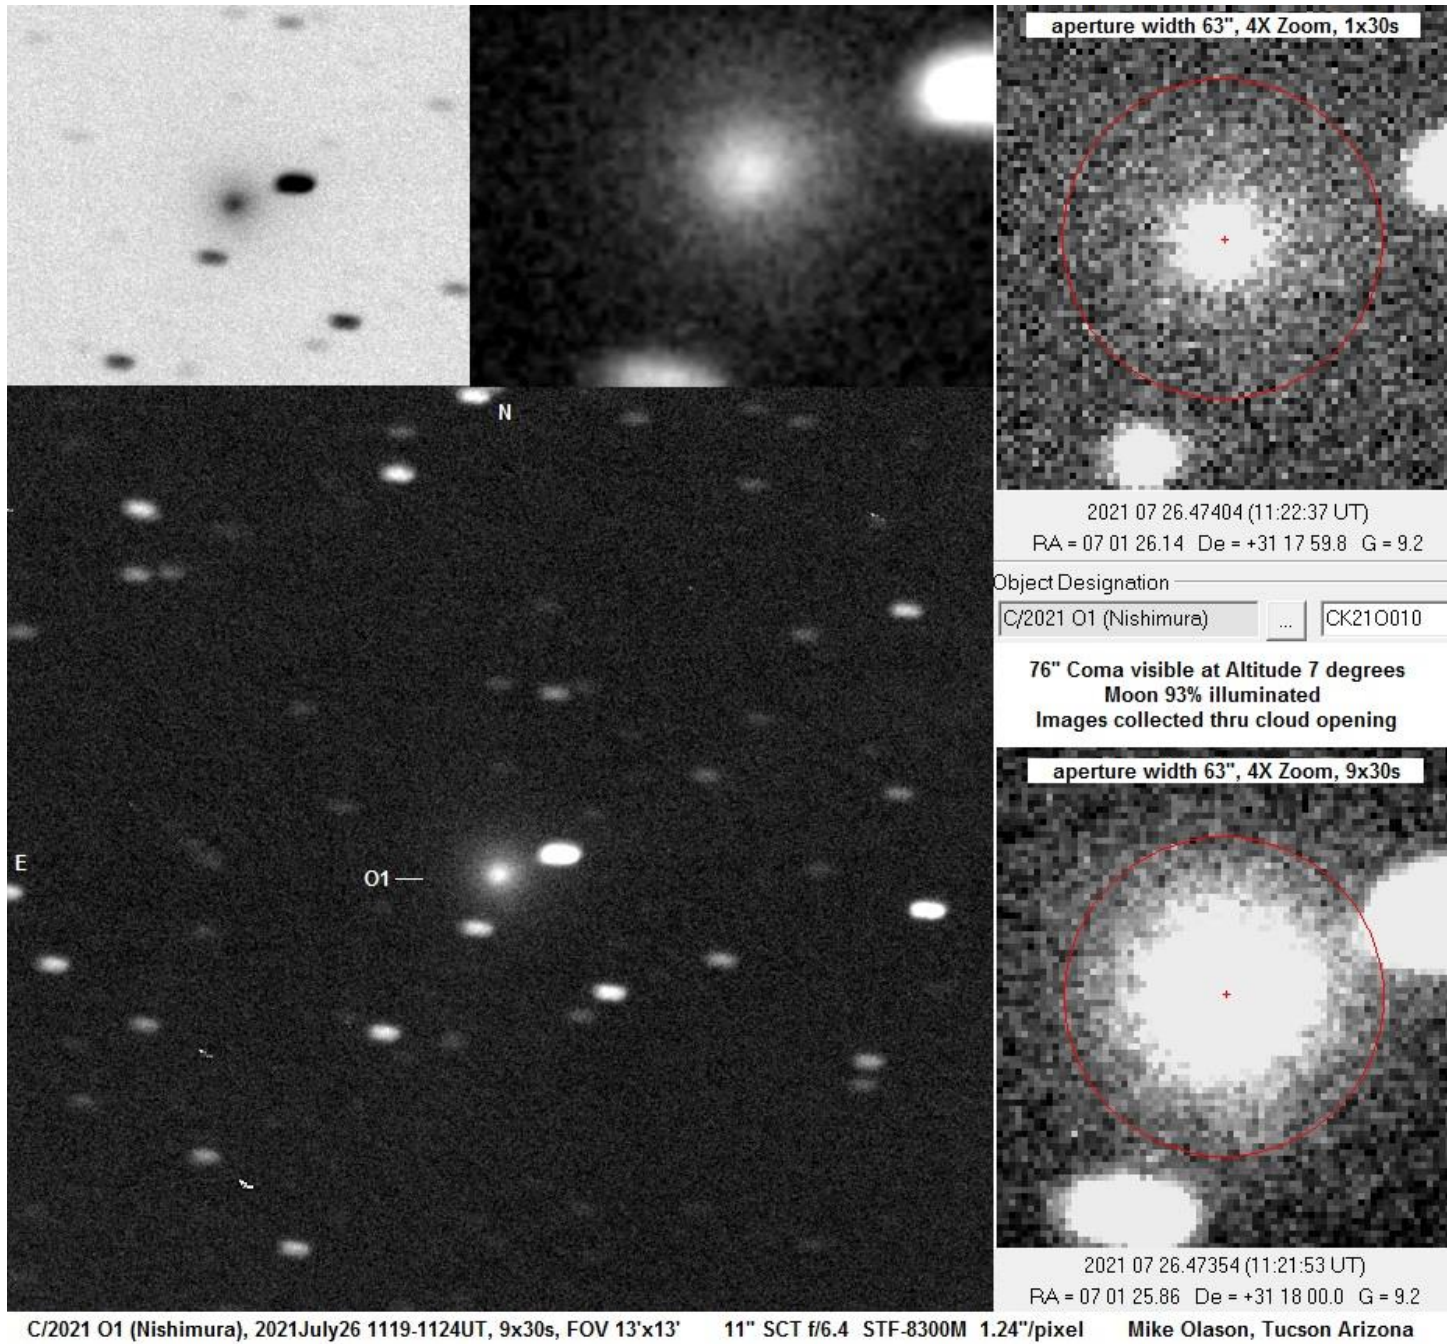 aperture width 63", 4X Zoom, 1x30s
N
2021 07 26.47404 (11:22:37 UT)
RA = 07 01 26.14 De = +31 17 59.8 G = 9.2
Object Designation
C/2021 O1 (Nishimura) ... CK21O010
76" Coma visible at Altitude 7 degrees
Moon 93% illuminated
Images collected thru cloud opening
aperture width 63", 4X Zoom, 9x30s
E
O1
2021 07 26.47354 (11:21:53 UT)
RA = 07 01 25.86 De = +31 18 00.0 G = 9.2
C/2021 O1 (Nishimura), 2021July26 1119-1124UT, 9x30s, FOV 13'x13' 11" SCT f/6.4 STF-8300M 1.24"/pixel Mike Olason, Tucson Arizona